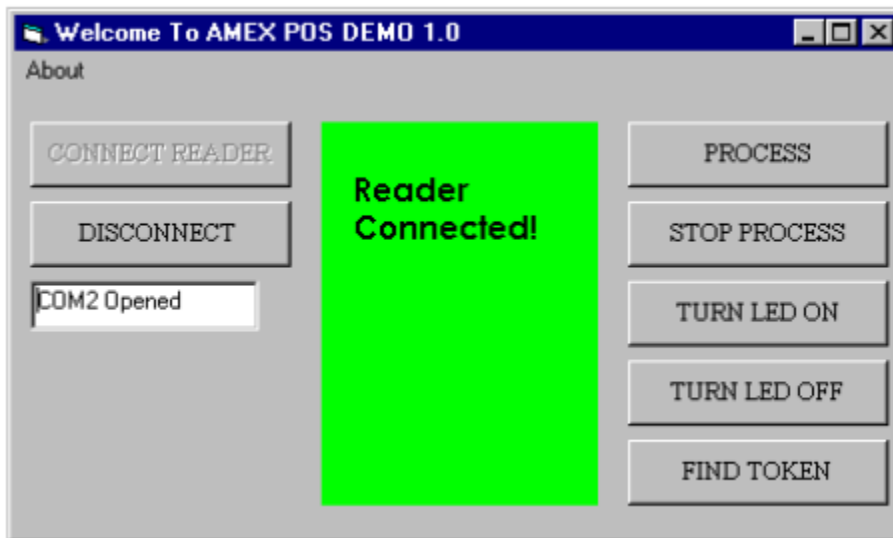 Welcome To AMEX POS DEMO 1.0
About
CONNECT READER
DISCONNECT
COM2 Opened
Reader
Connected!
PROCESS
STOP PROCESS
TURN LED ON
TURN LED OFF
FIND TOKEN